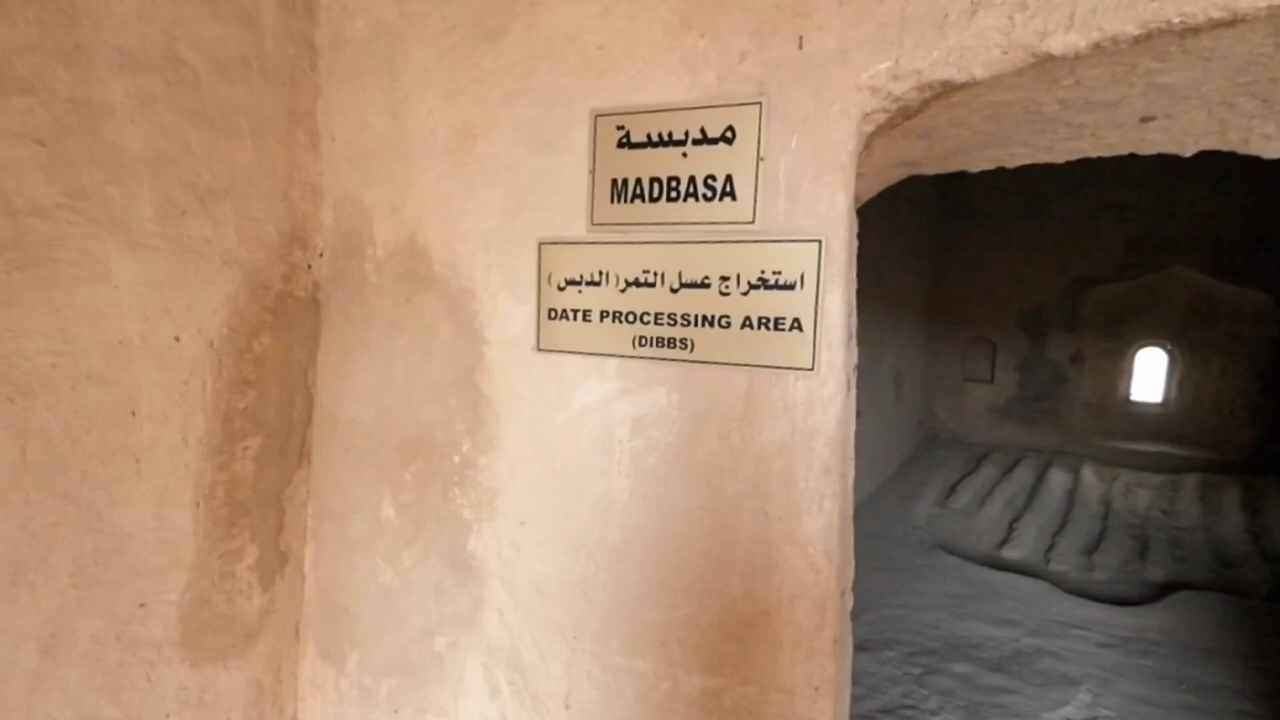 مدبسة
MADBASA
استخراج عسل التمر( الدبس )
DATE PROCESSING AREA
(DIBBS)